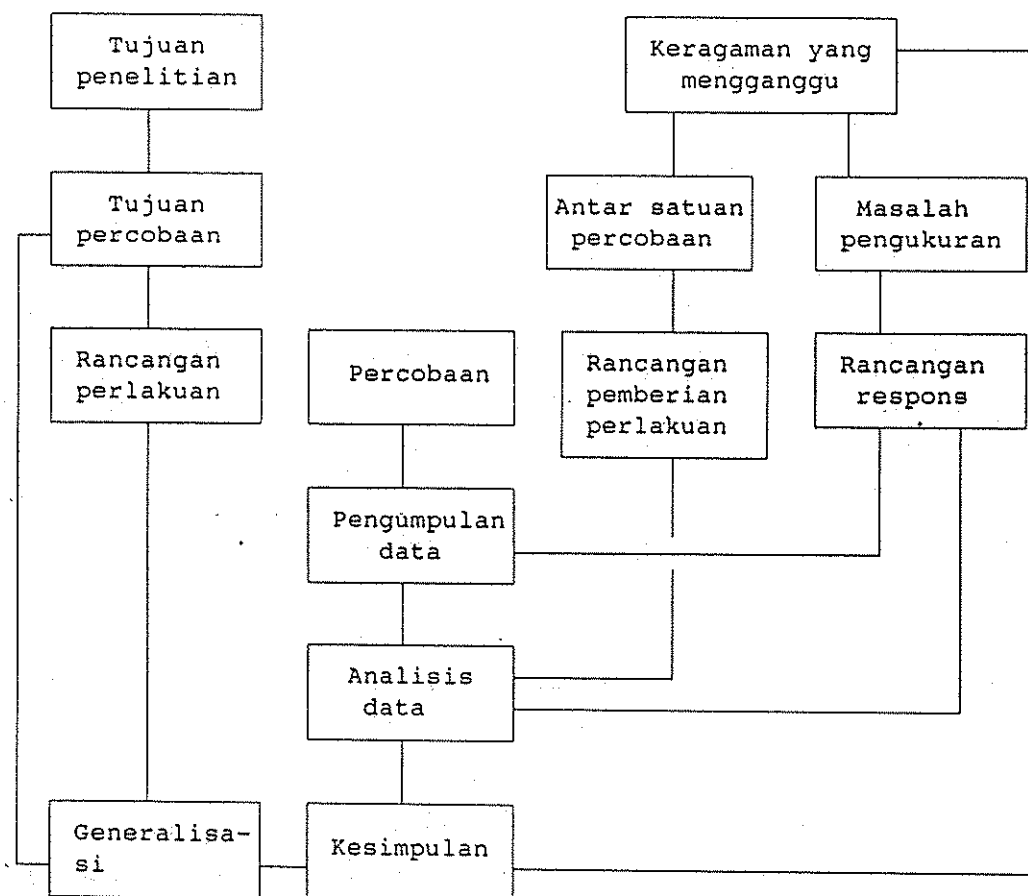 Tujuan
penelitian
Keragaman yang
mengganggu
Tujuan
percobaan
Antar satuan
percobaan
Masalah
pengukuran
Rancangan
perlakuan
Percobaan
Rancangan
pemberian
perlakuan
Rancangan
respons
Pengumpulan
data
Analisis
data
Generalisa-
si
Kesimpulan